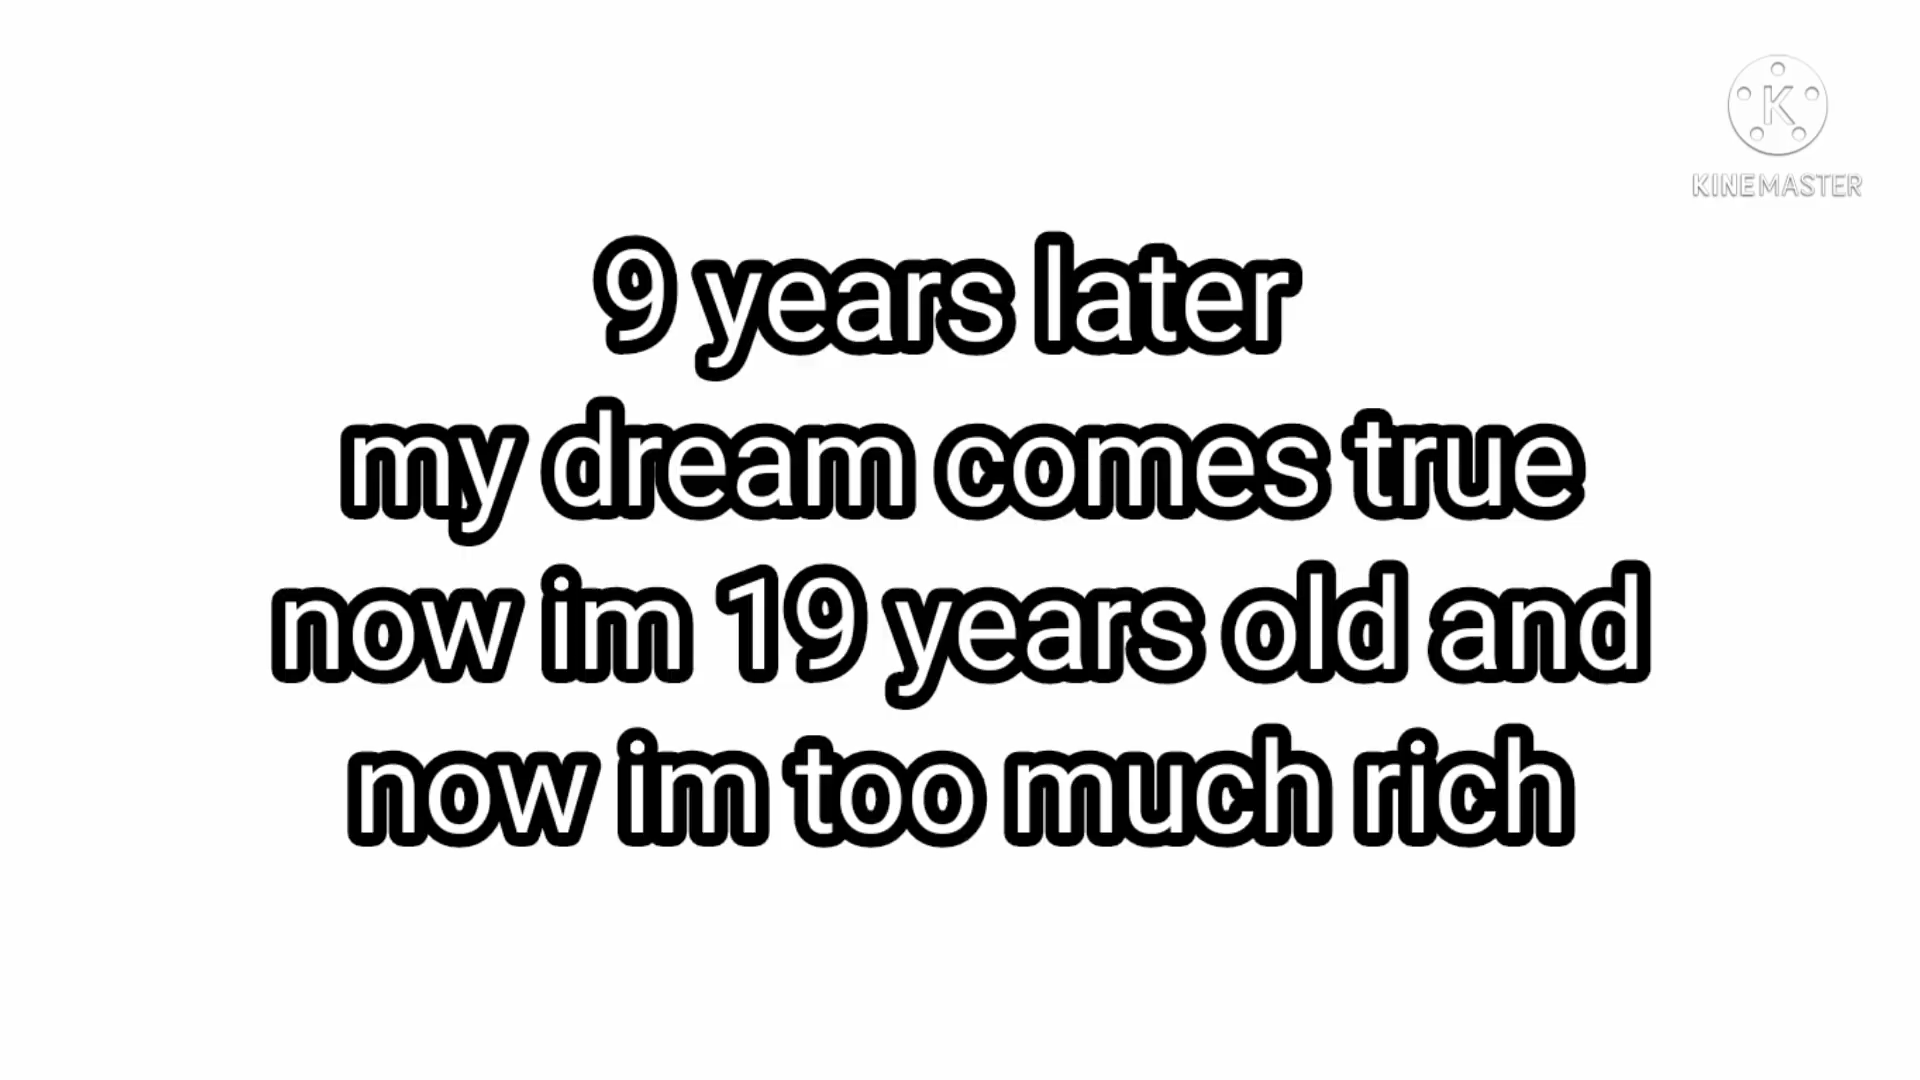 K
KINEMASTER
9 years later
my dream comes true
now im 19 years old and
now im too much rich